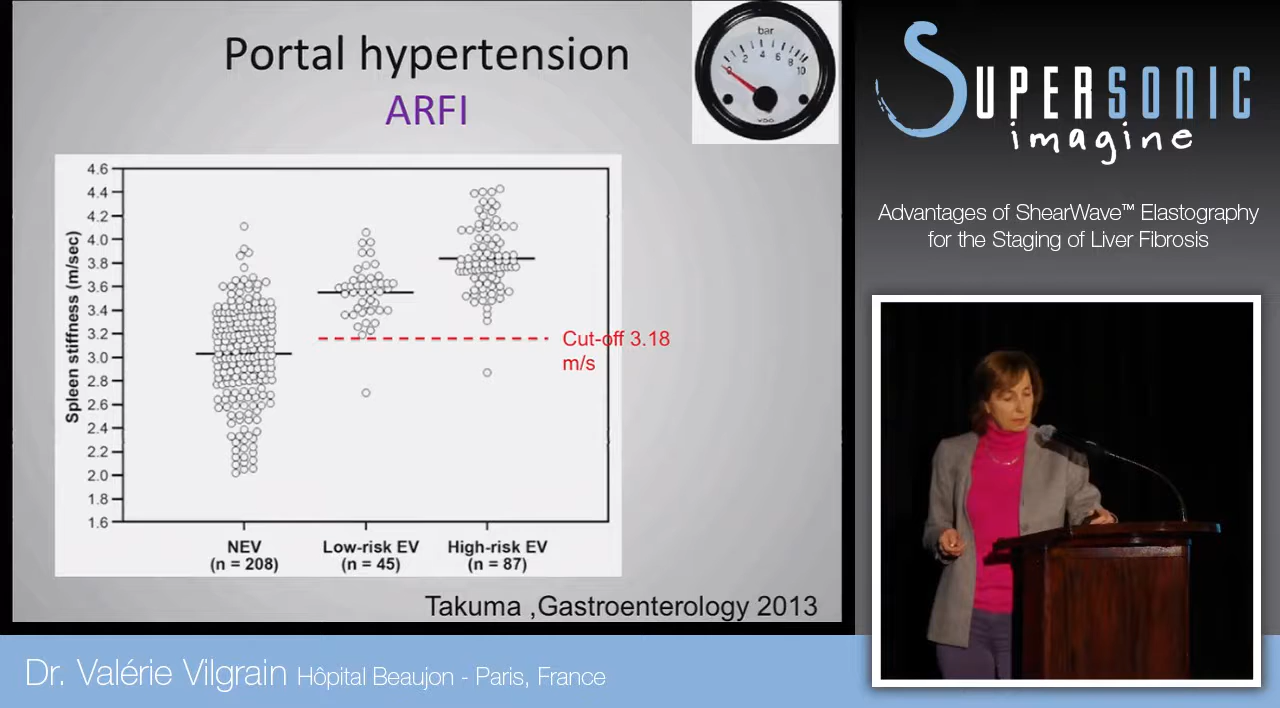 Portal hypertension
ARFI
bar
0 2 4 6 8 10
VDO
4.6
4.4
4.2
4.0
3.8
3.6
3.4
3.2
3.0
2.8
2.6
2.4
2.2
2.0
1.8
1.6
Spleen stiffness (m/sec)
Cut-off 3.18
m/s
NEV
(n = 208)
Low-risk EV
(n = 45)
High-risk EV
(n = 87)
Takuma ,Gastroenterology 2013
SUPERSONIC
imagine
Advantages of ShearWave™ Elastography
for the Staging of Liver Fibrosis
Dr. Valérie Vilgrain Hôpital Beaujon - Paris, France